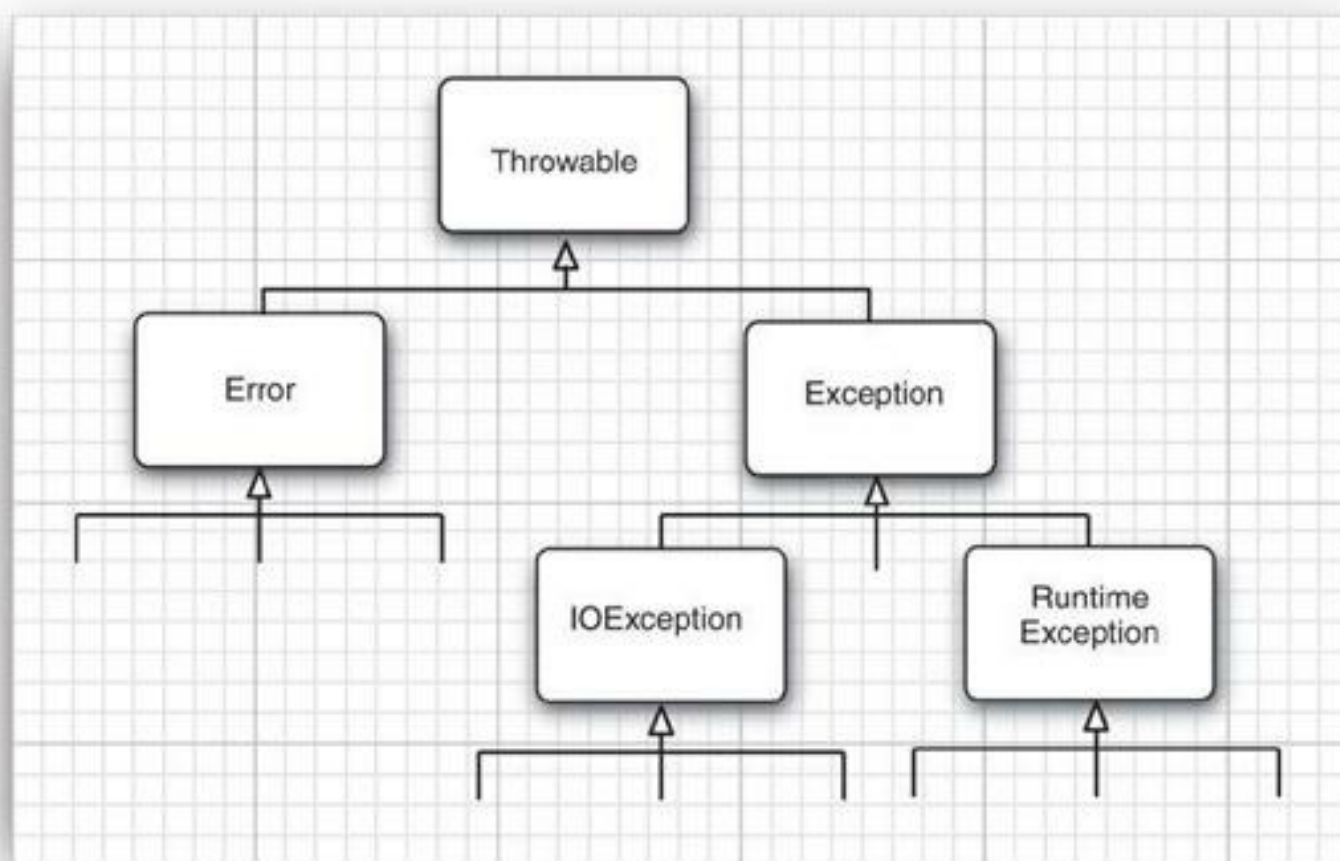 Throwable
Error
Exception
IOException
Runtime
Exception